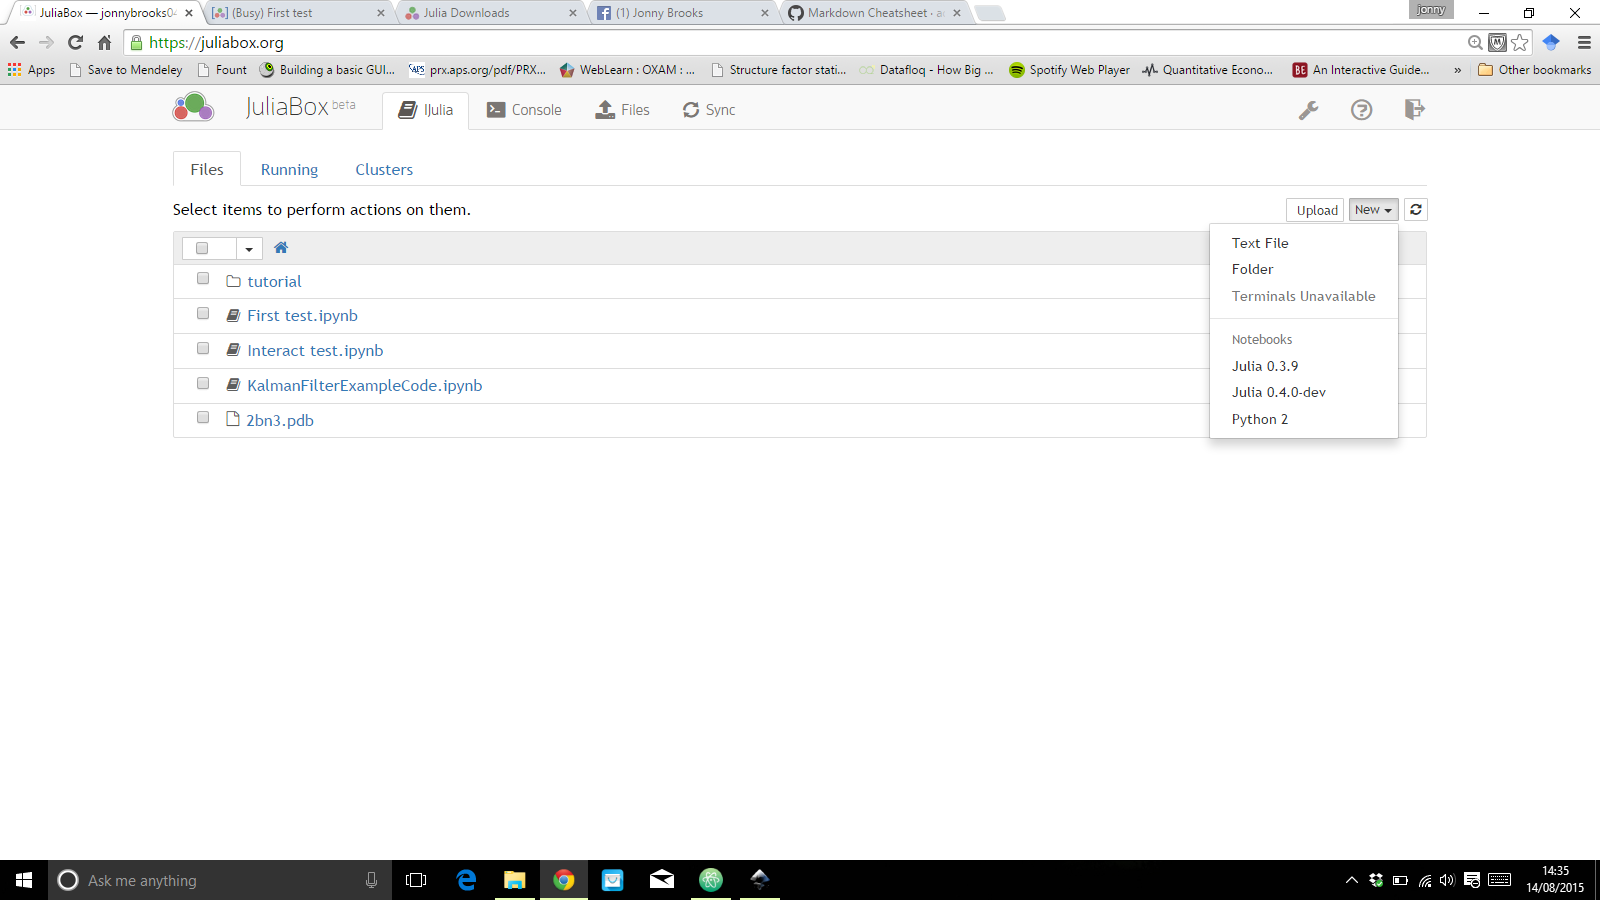 JuliaBox — jonnybrooks04
(Busy) First test
Julia Downloads
(1) Jonny Brooks
Markdown Cheatsheet · ad
jonny
https://juliabox.org
Apps
Save to Mendeley
Fount
Building a basic GUI...
prx.aps.org/pdf/PRX...
WebLearn : OXAM : ...
Structure factor stati...
Datafloq - How Big ...
Spotify Web Player
Quantitative Econo...
BE An Interactive Guide...
»
Other bookmarks
JuliaBox beta
IJulia
Console
Files
Sync
Files
Running
Clusters
Select items to perform actions on them.
Upload
New
Text File
Folder
Terminals Unavailable
Notebooks
Julia 0.3.9
Julia 0.4.0-dev
Python 2
tutorial
First test.ipynb
Interact test.ipynb
KalmanFilterExampleCode.ipynb
2bn3.pdb
Ask me anything
14:35
14/08/2015